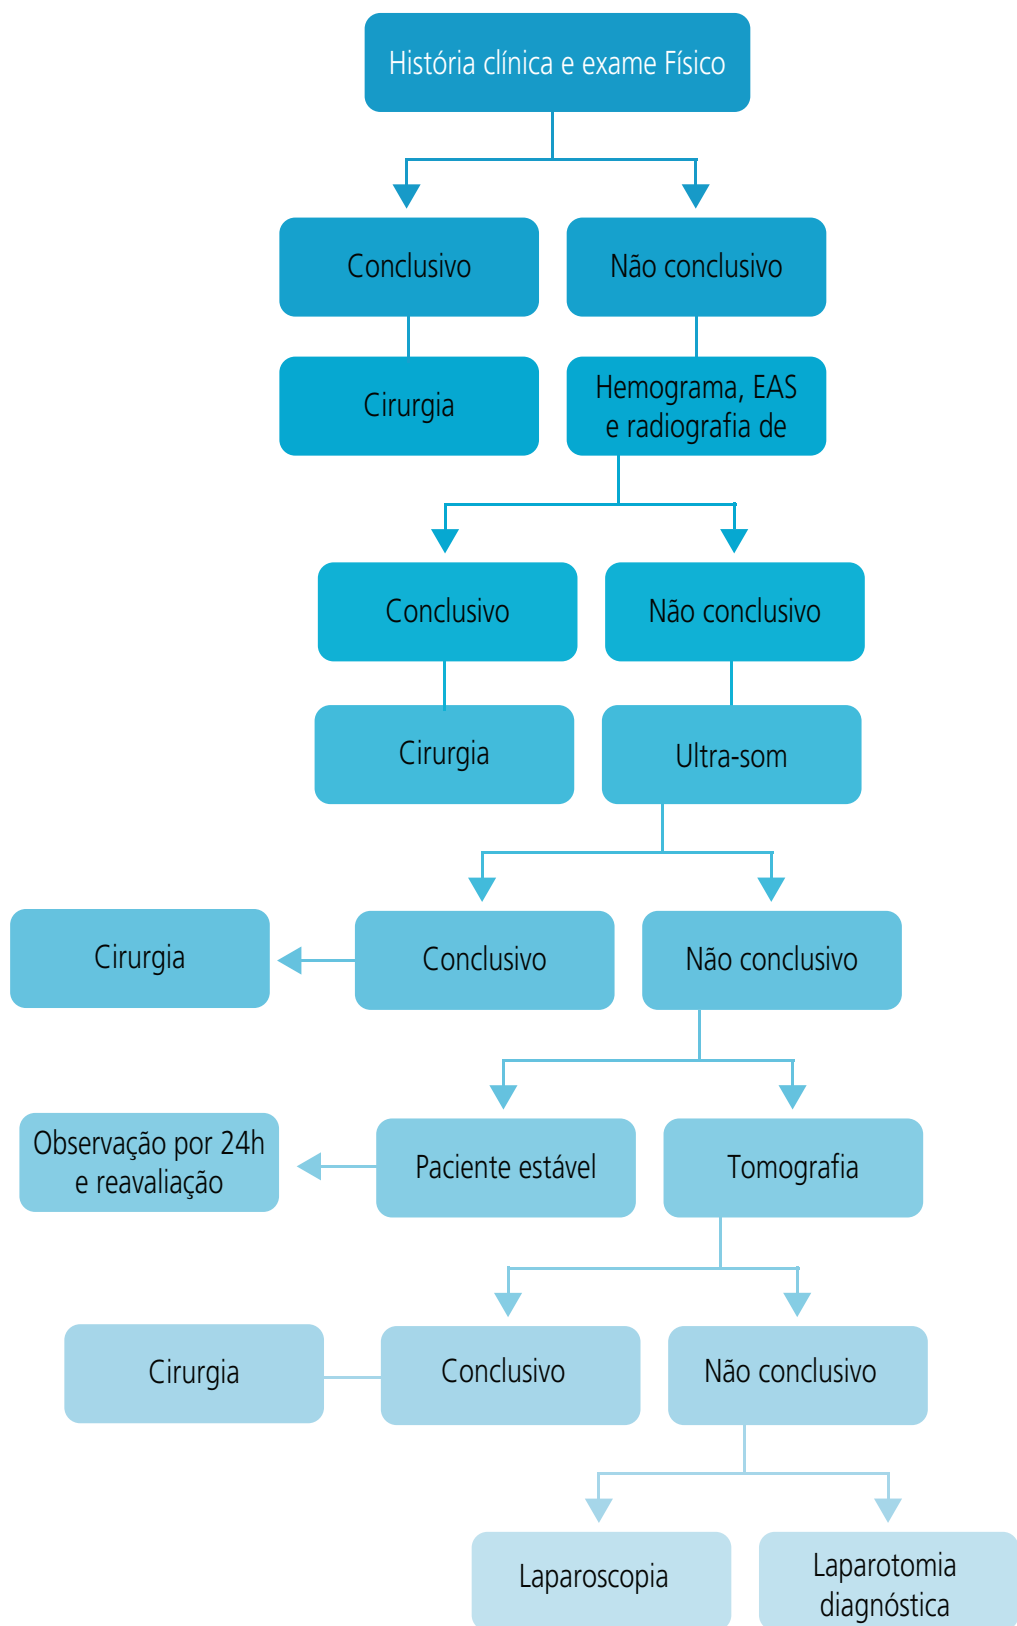 História clínica e exame Físico
Conclusivo
Não conclusivo
Cirurgia
Hemograma, EAS
e radiografia de
Conclusivo
Não conclusivo
Cirurgia
Ultra-som
Cirurgia
Conclusivo
Não conclusivo
Observação por 24h
e reavaliação
Paciente estável
Tomografia
Cirurgia
Conclusivo
Não conclusivo
Laparoscopia
Laparotomia
diagnóstica